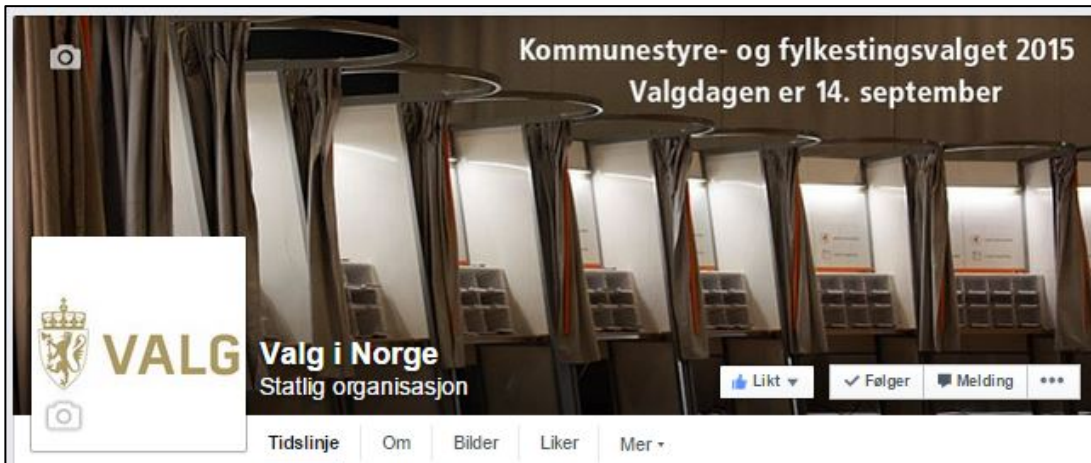 Kommunestyre- og fylkestingsvalget 2015
Valgdagen er 14. september
VALG
Valg i Norge
Statlig organisasjon
Likt
Følger
Melding
Tidslinje
Om
Bilder
Liker
Mer